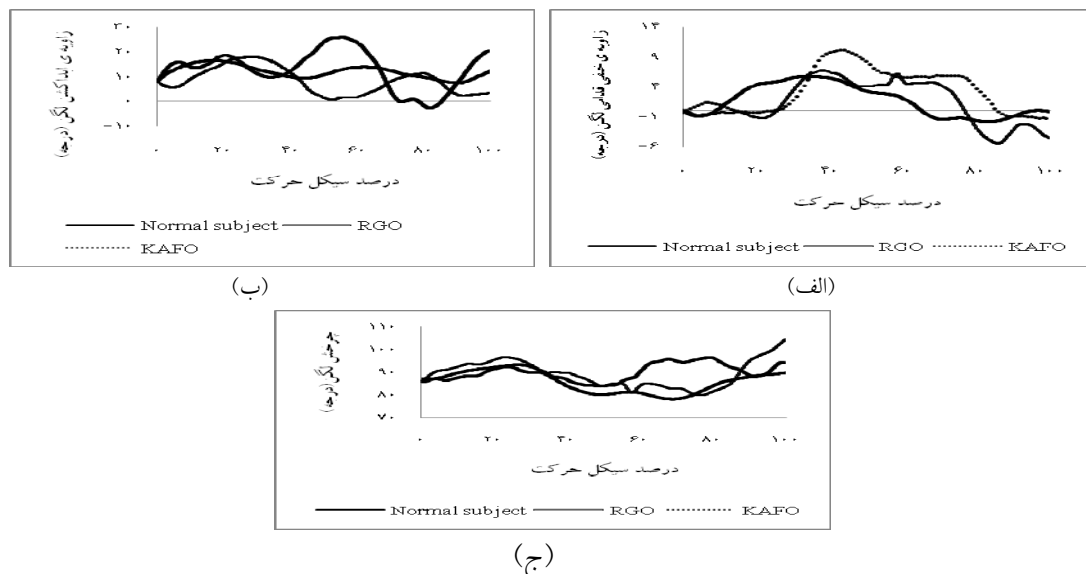 زاویه ی خمی قدامی لگن (درجه)
۱۴
۹
۴
-۱
-۶
۰ ۲۰ ۴۰ ۶۰ ۸۰ ۱۰۰
درصد سیکل حرکت
Normal subject RGO KAFO
(الف)
زاویه ی ابداکشن لگن (درجه)
۳۰
۲۰
۱۰
۰
-۱۰
۰ ۲۰ ۴۰ ۶۰ ۸۰ ۱۰۰
درصد سیکل حرکت
Normal subject RGO
KAFO
(ب)
چرخش لگن (درجه)
۱۱۰
۱۰۰
۹۰
۸۰
۷۰
۰ ۲۰ ۴۰ ۶۰ ۸۰ ۱۰۰
درصد سیکل حرکت
Normal subject RGO KAFO
(ج)